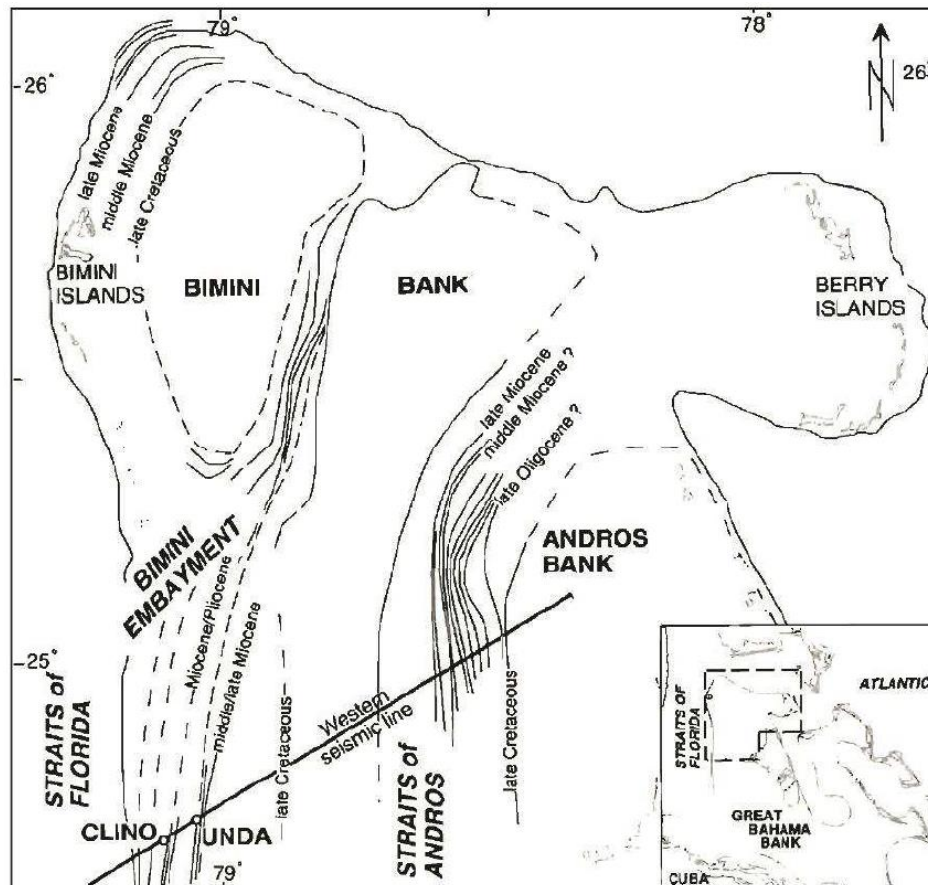 79°
78°
26°
N
26°
late Miocene
middle Miocene
late Cretaceous
BIMINI
ISLANDS
BIMINI
BANK
BERRY
ISLANDS
late Miocene
middle Miocene ?
late Oligocene ?
ANDROS
BANK
BIMINI
EMBAYMENT
Miocene/Pliocene
middle/late Miocene
late Cretaceous
25°
STRAITS of
FLORIDA
Western
seismic line
STRAITS of
ANDROS
late Cretaceous
CLINO
UNDA
79°
ATLANTIC
STRAITS OF
FLORIDA
GREAT
BAHAMA
BANK
CUBA